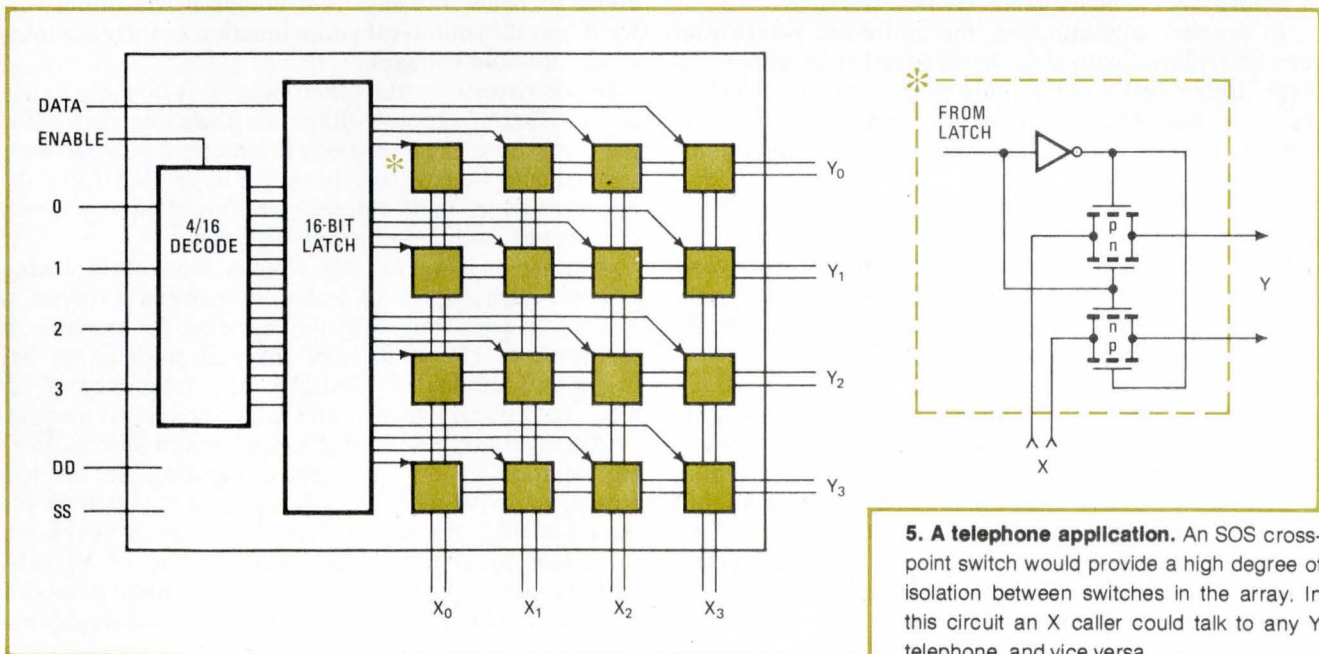 DATA
ENABLE
0
1
2
3
DD
SS
4/16
DECODE
16-BIT
LATCH
*
Y0
Y1
Y2
Y3
X0 X1 X2 X3
*
FROM
LATCH
p
n
n
p
Y
X
5. A telephone application. An SOS cross-
point switch would provide a high degree of
isolation between switches in the array. In
this circuit an X caller could talk to any Y
telephone, and vice versa.